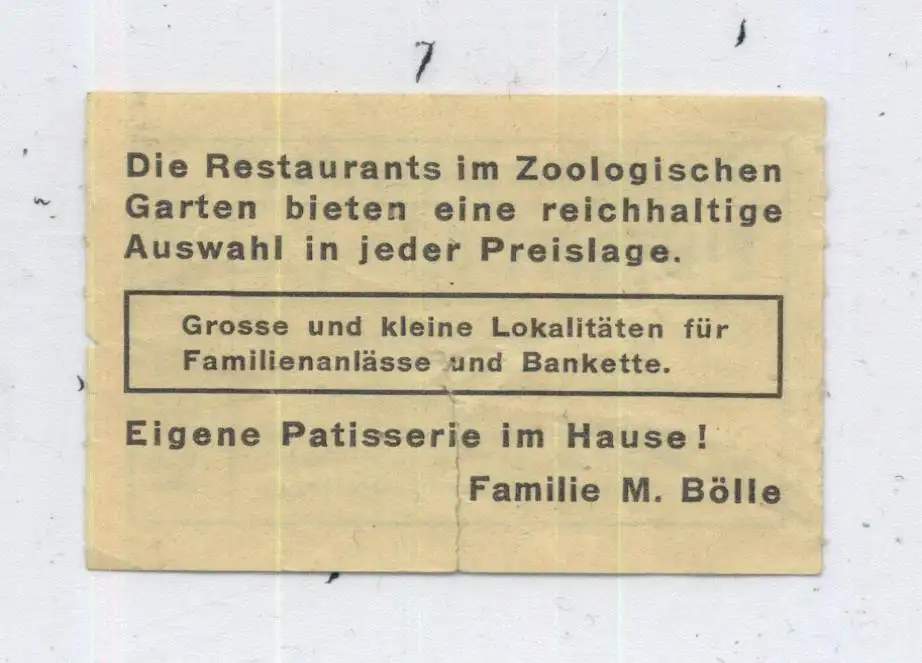 Die Restaurants im Zoologischen
Garten bieten eine reichhaltige
Auswahl in jeder Preislage.
Grosse und kleine Lokalitäten für
Familienanlässe und Bankette.
Eigene Patisserie im Hause!
Familie M. Bölle